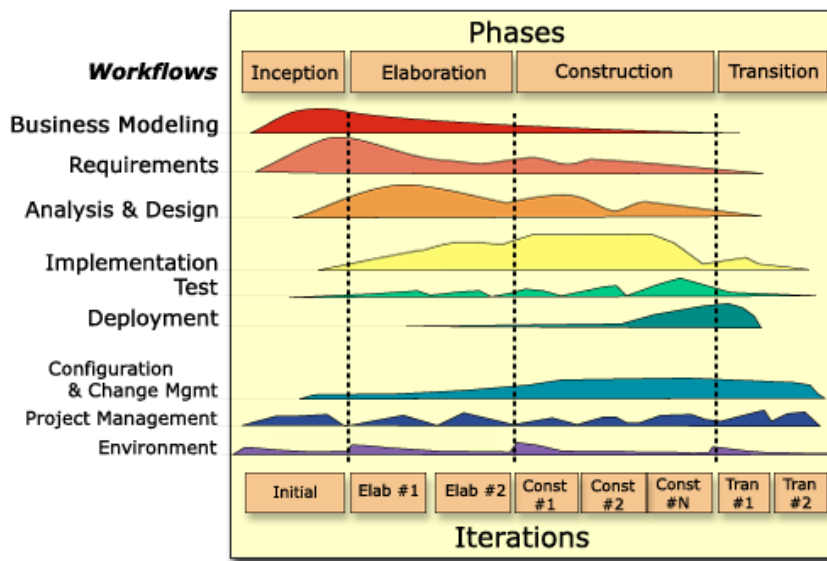 Phases
Workflows
Inception
Elaboration
Construction
Transition
Business Modeling
Requirements
Analysis & Design
Implementation
Test
Deployment
Configuration
& Change Mgmt
Project Management
Environment
Initial
Elab #1
Elab #2
Const
#1
Const
#2
Const
#N
Tran
#1
Tran
#2
Iterations